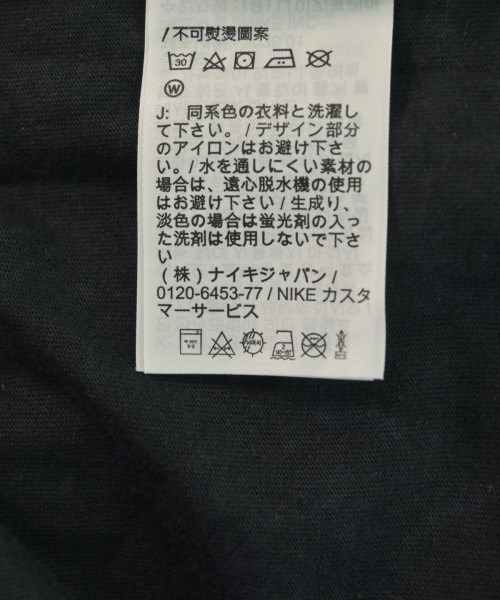 /不可熨燙圖案
30
W
J: 同系色の衣料と洗濯し
て下さい。/ デザイン部分
のアイロンはお避け下さ
い。/ 水を通しにくい素材の
場合は、遠心脱水機の使用
はお避け下さい / 生成り、
淡色の場合は蛍光剤の入っ
た洗剤は使用しないで下さ
い
(株) ナイキジャパン /
0120-6453-77 / NIKE カスタ
マーサービス